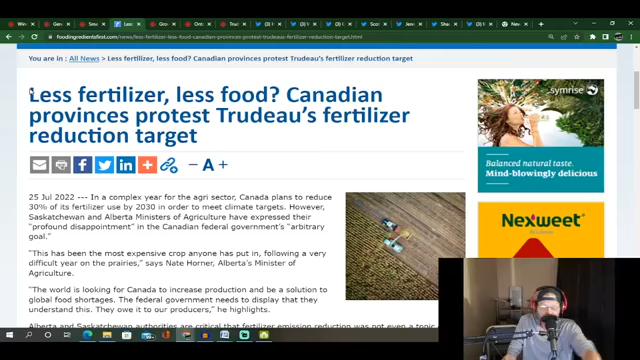 Less
foodingredientsfirst.com/news/less-fertilizer-less-food-canadian-provinces-protest-trudeaus-fertilizer-reduction-target.html
You are in: All News > Less fertilizer, less food? Canadian provinces protest Trudeau's fertilizer reduction target
Less fertilizer, less food? Canadian
provinces protest Trudeau's fertilizer
reduction target
− A +
25 Jul 2022 --- In a complex year for the agri sector, Canada plans to reduce
30% of its fertilizer use by 2030 in order to meet climate targets. However,
Saskatchewan and Alberta Ministers of Agriculture have expressed their
"profound disappointment" in the Canadian federal government's "arbitrary
goal."
"This has been the most expensive crop anyone has put in, following a very
difficult year on the prairies," says Nate Horner, Alberta's Minister of
Agriculture.
"The world is looking for Canada to increase production and be a solution to
global food shortages. The federal government needs to display that they
understand this. They owe it to our producers," he highlights.
Alberta and Saskatchewan authorities are critical that fertilizer emission reduction was not even a topic
symrise
Balanced natural taste.
Mind-blowingly delicious
Nexweet